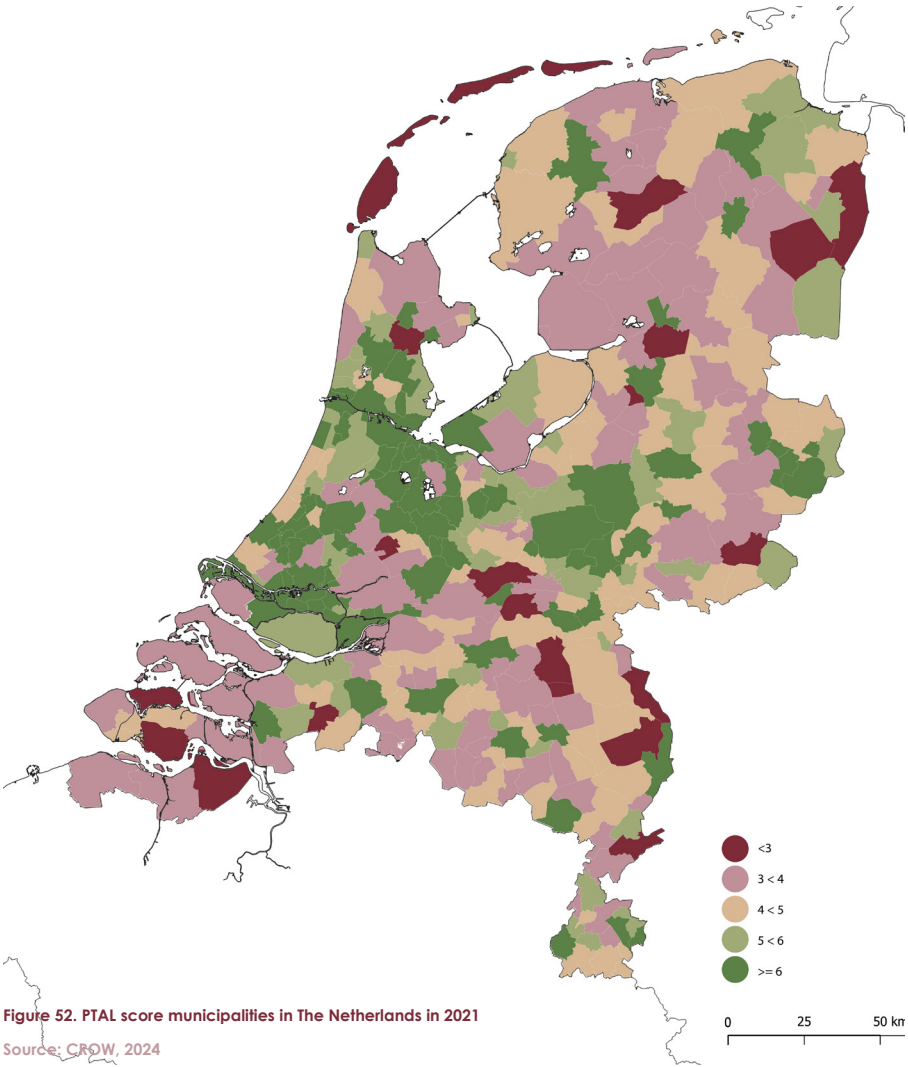 <3
3 < 4
4 < 5
5 < 6
>= 6
Figure 52. PTAL score municipalities in The Netherlands in 2021
Source: CROW, 2024
0 25 50 km